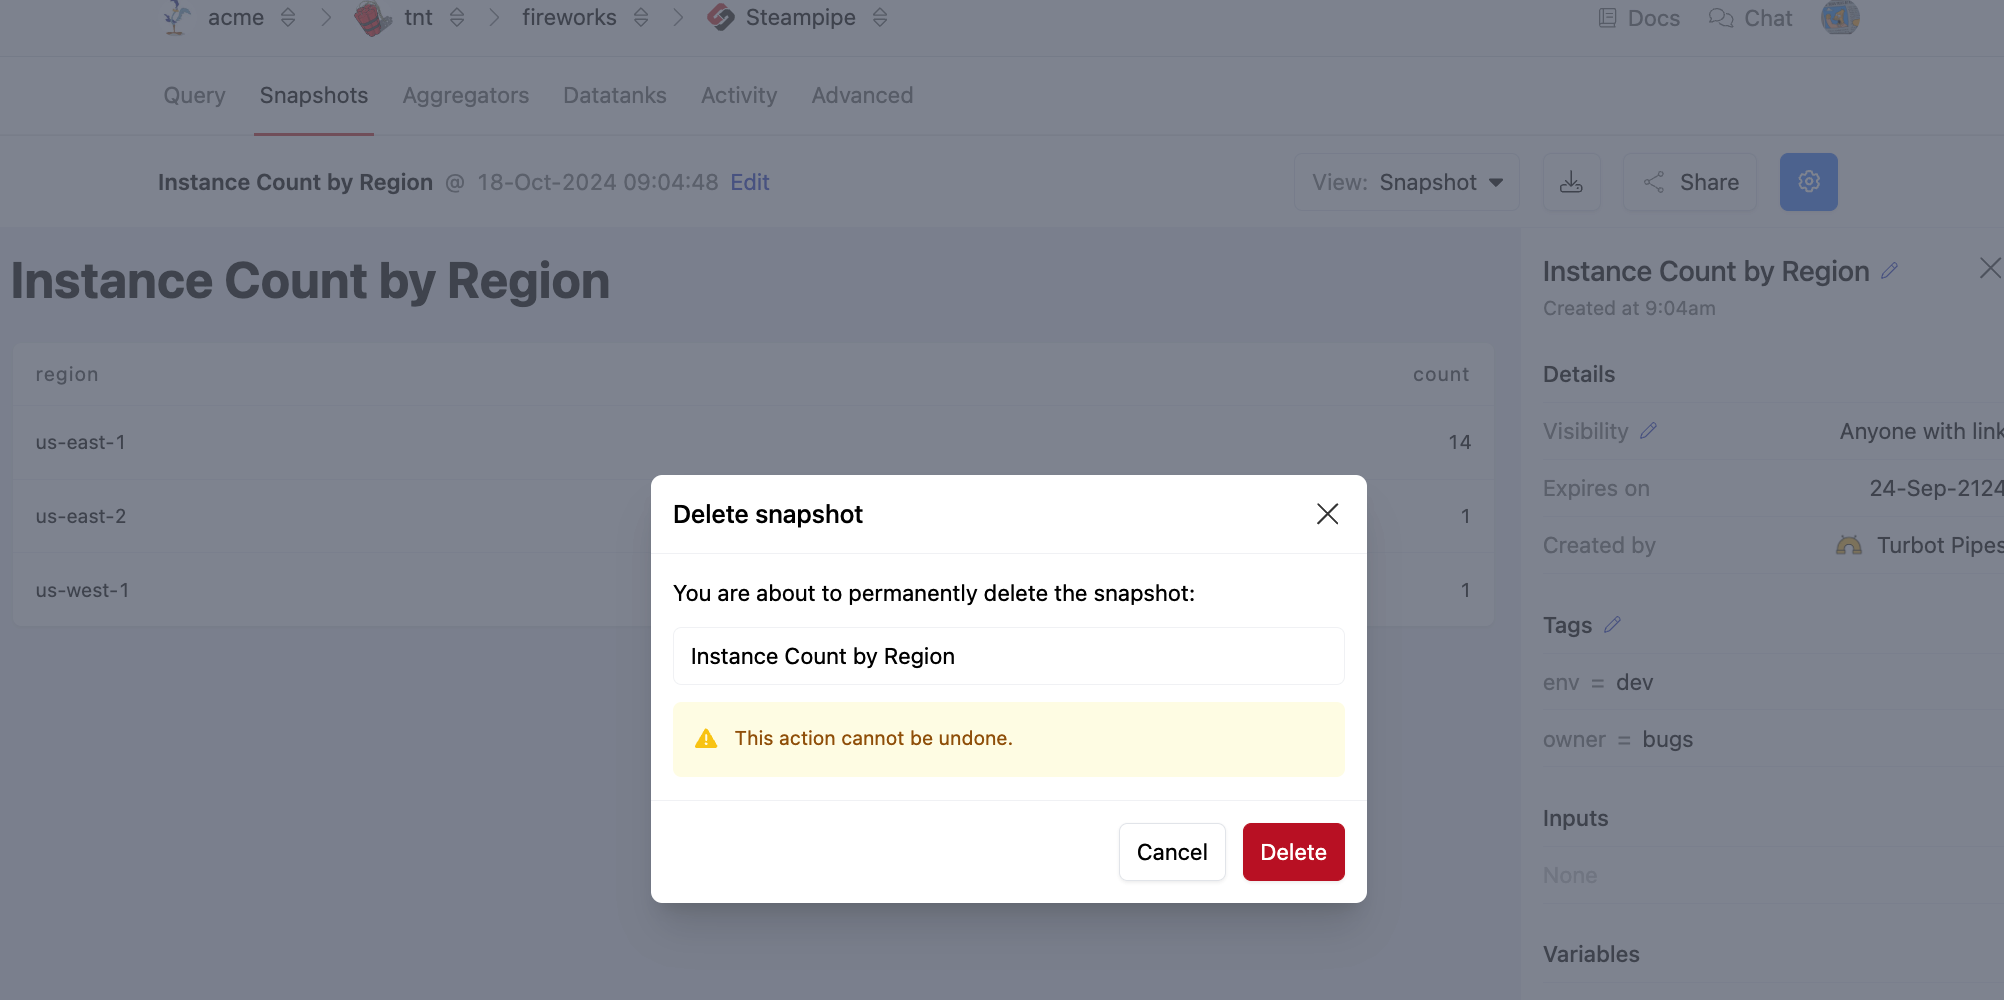 acme tnt fireworks Steampipe Docs Chat
Query Snapshots Aggregators Datatanks Activity Advanced
Instance Count by Region @ 18-Oct-2024 09:04:48 Edit View: Snapshot Share
Instance Count by Region
region count
us-east-1 14
us-east-2 1
us-west-1 1
Instance Count by Region
Created at 9:04am
Details
Visibility Anyone with link
Expires on 24-Sep-2124
Created by Turbot Pipes
Tags
env = dev
owner = bugs
Inputs
None
Variables
Delete snapshot
You are about to permanently delete the snapshot:
Instance Count by Region
This action cannot be undone.
Cancel Delete